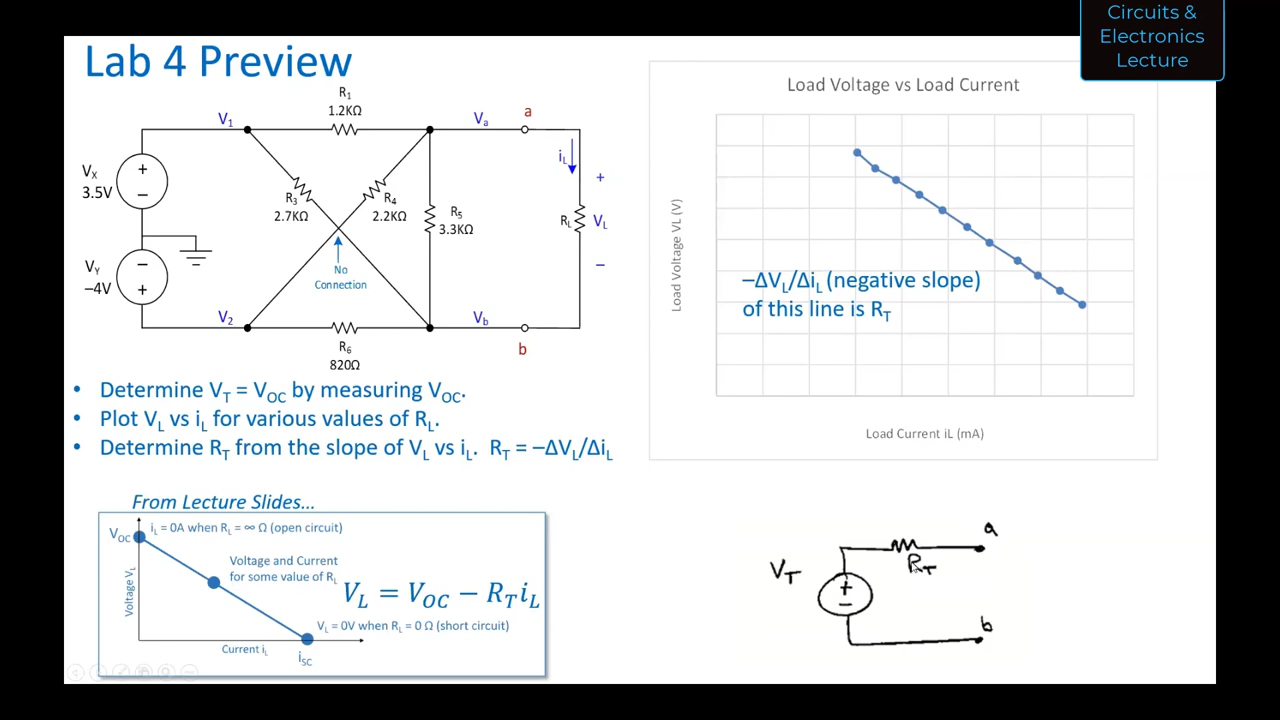 Circuits &
Electronics
Lecture
Lab 4 Preview
R1
1.2KΩ
V1
Va
a
iL
VX
3.5V
+
−
R3
2.7KΩ
R4
2.2KΩ
R5
3.3KΩ
RL
+
VL
−
VY
−4V
−
+
No
Connection
V2
Vb
R6
820Ω
b
• Determine VT = VOC by measuring VOC.
• Plot VL vs iL for various values of RL.
• Determine RT from the slope of VL vs iL. RT = −ΔVL/ΔiL
From Lecture Slides...
VOC
iL = 0A when RL = ∞ Ω (open circuit)
Voltage and Current
for some value of RL
VL = VOC − RTiL
VL = 0V when RL = 0 Ω (short circuit)
Voltage VL
Current iL
iSC
Load Voltage vs Load Current
Load Voltage VL (V)
−ΔVL/ΔiL (negative slope)
of this line is RT
Load Current iL (mA)
a
RT
VT
+
−
b